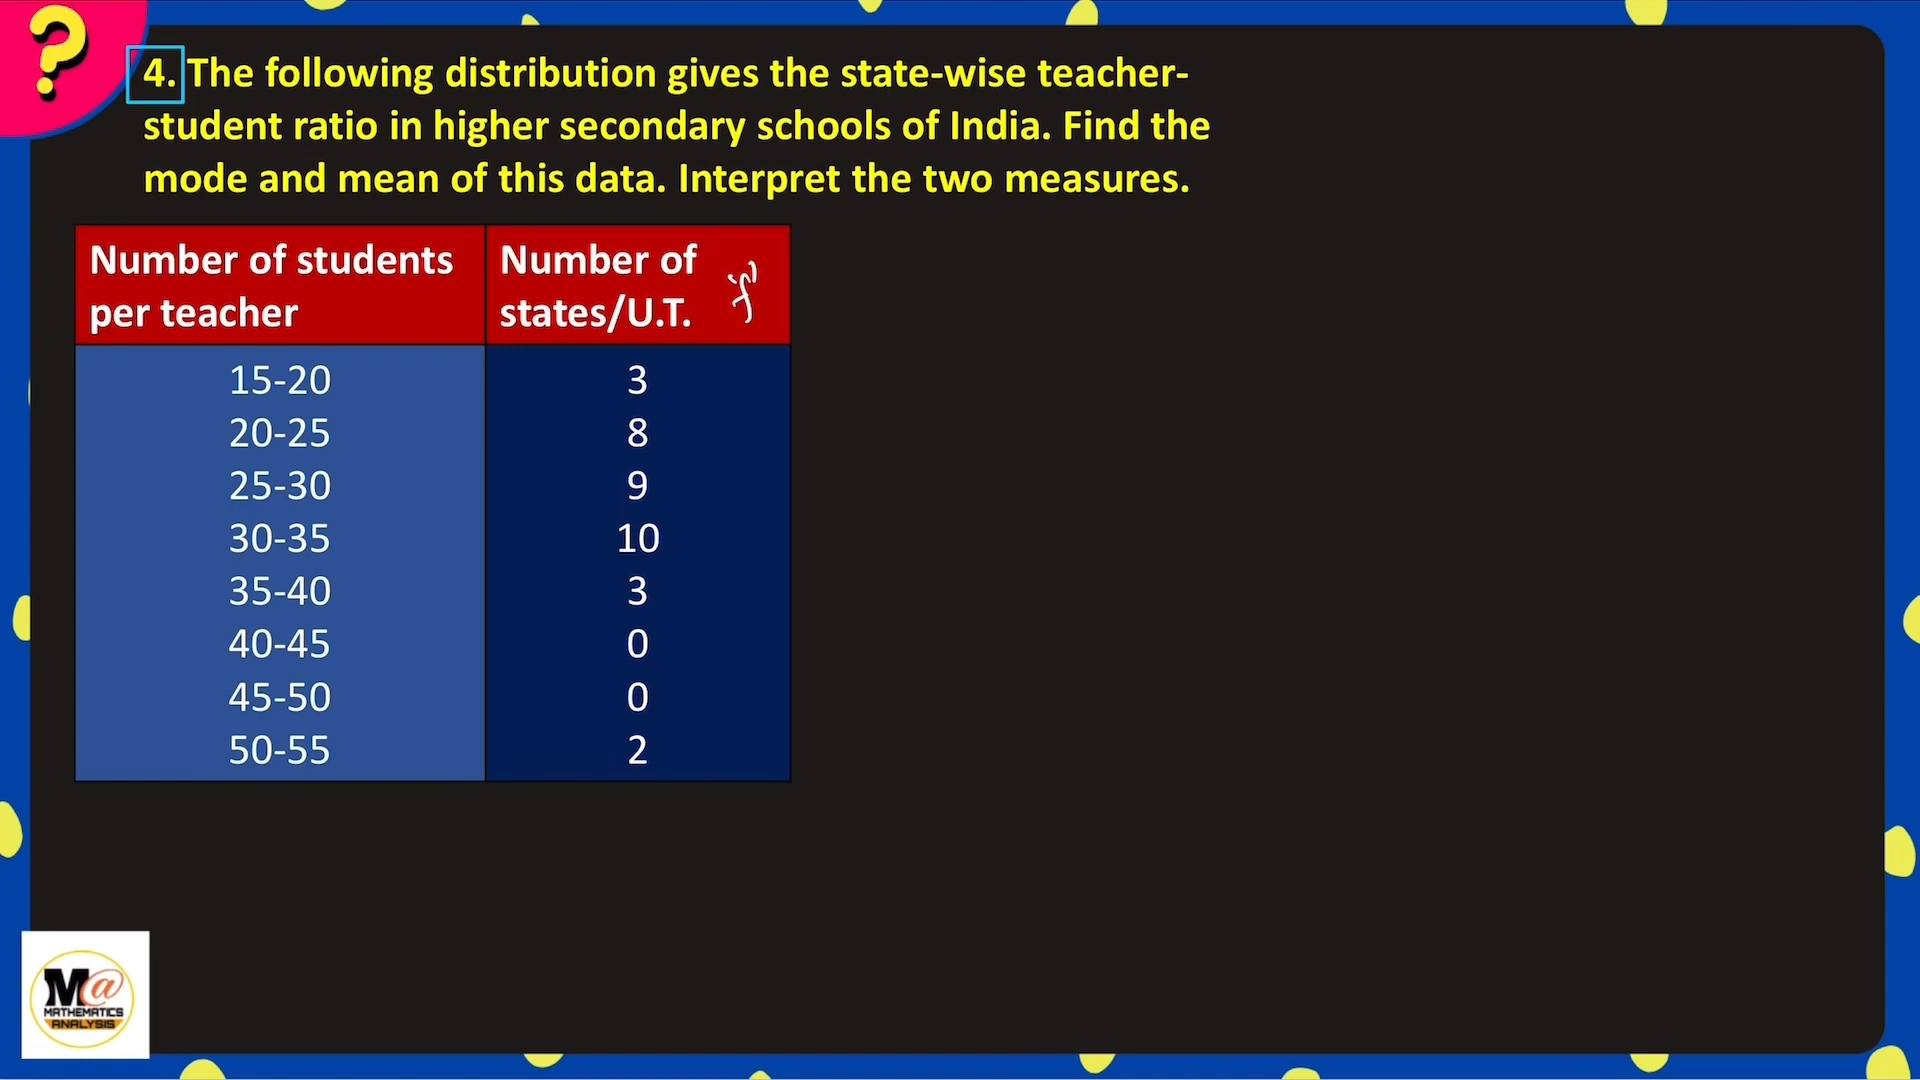 ?
4. The following distribution gives the state-wise teacher-
student ratio in higher secondary schools of India. Find the
mode and mean of this data. Interpret the two measures.
Number of students per teacher	Number of states/U.T. 'f'
15-20	3
20-25	8
25-30	9
30-35	10
35-40	3
40-45	0
45-50	0
50-55	2
M@
MATHEMATICS
ANALYSIS